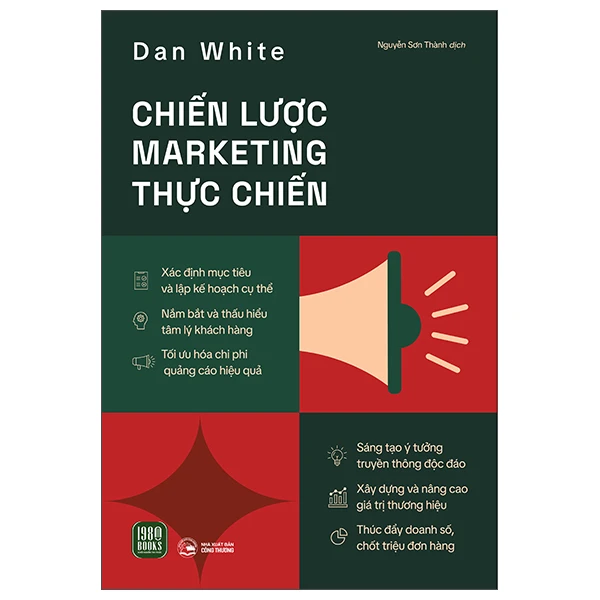 Dan White
Nguyễn Sơn Thành dịch
CHIẾN LƯỢC
MARKETING
THỰC CHIẾN
Xác định mục tiêu
và lập kế hoạch cụ thể
Nắm bắt và thấu hiểu
tâm lý khách hàng
Tối ưu hóa chi phí
quảng cáo hiệu quả
Sáng tạo ý tưởng
truyền thông độc đáo
Xây dựng và nâng cao
giá trị thương hiệu
Thúc đẩy doanh số,
chốt triệu đơn hàng
1980
BOOKS
NHÀ XUẤT BẢN
CÔNG THƯƠNG